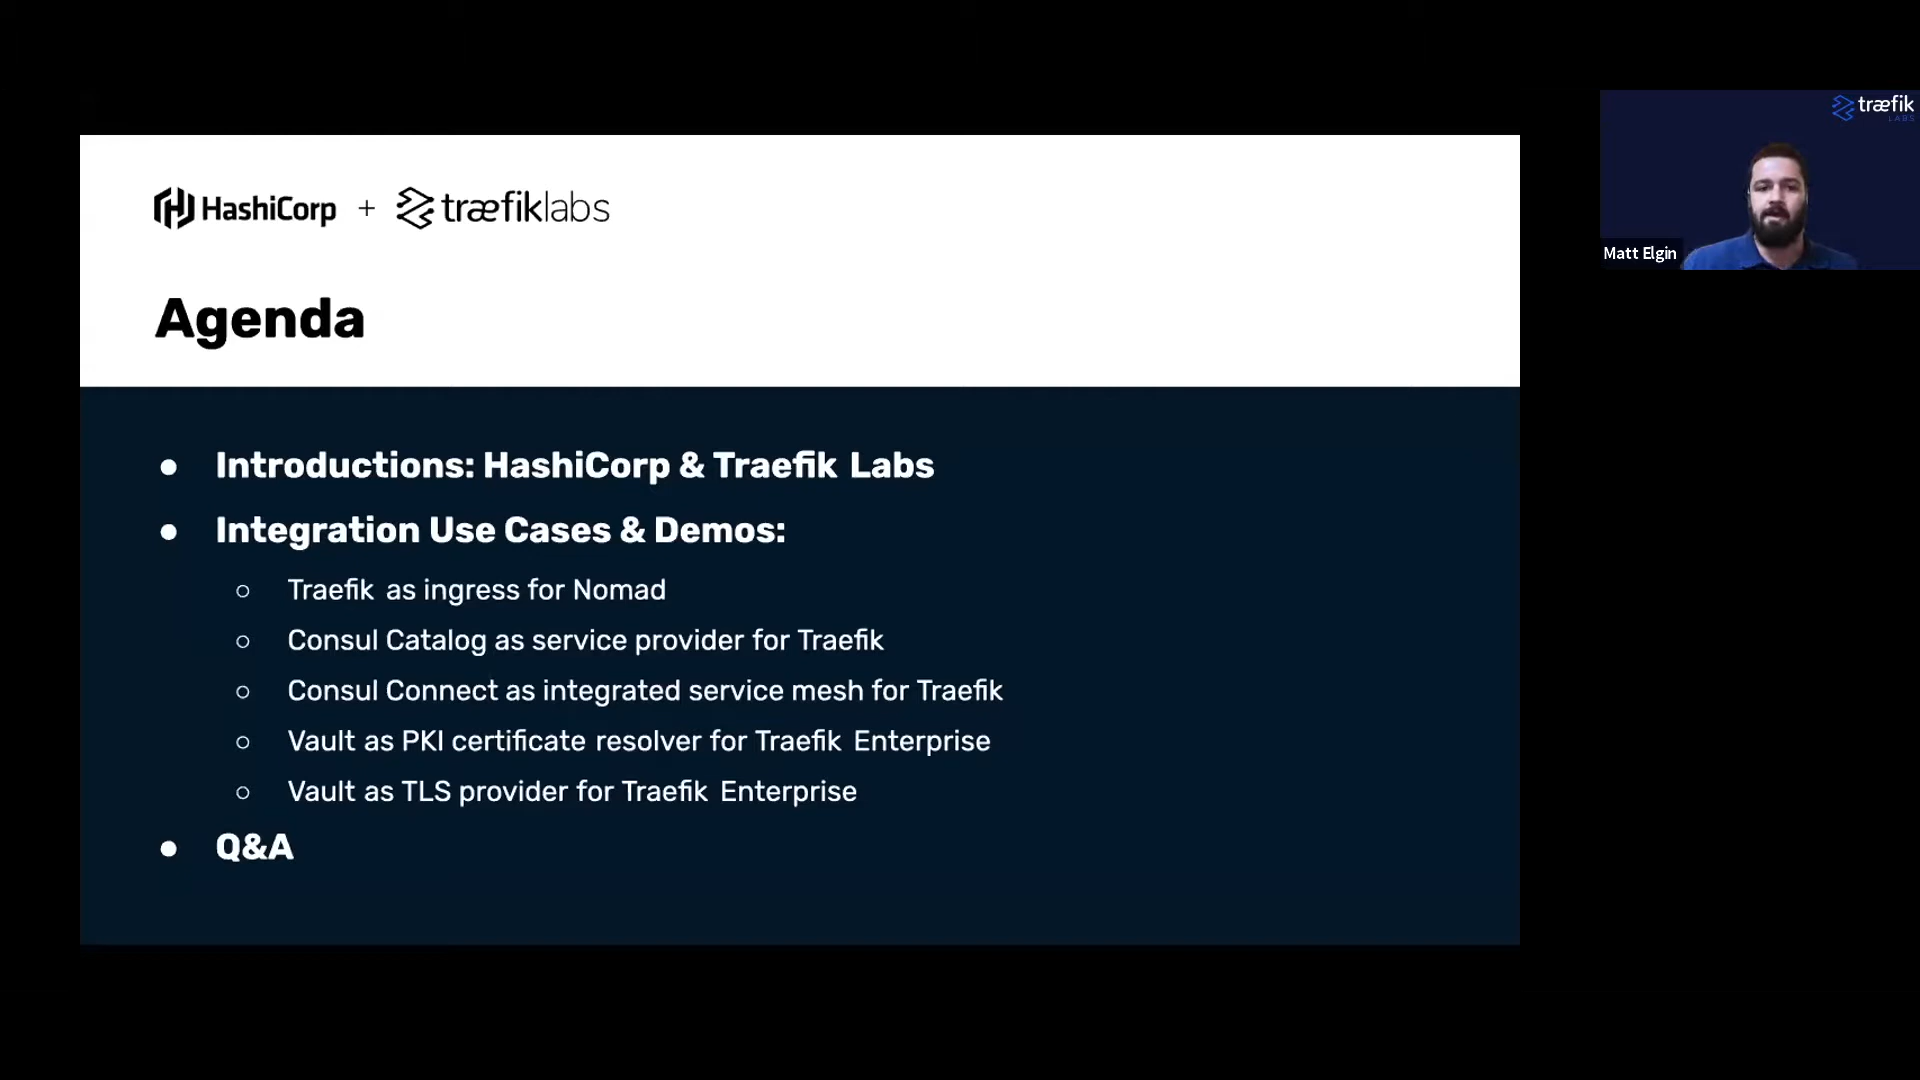 HashiCorp + træfiklabs
Agenda
● Introductions: HashiCorp & Traefik Labs
● Integration Use Cases & Demos:
○ Traefik as ingress for Nomad
○ Consul Catalog as service provider for Traefik
○ Consul Connect as integrated service mesh for Traefik
○ Vault as PKI certificate resolver for Traefik Enterprise
○ Vault as TLS provider for Traefik Enterprise
● Q&A
træfik
LABS
Matt Elgin